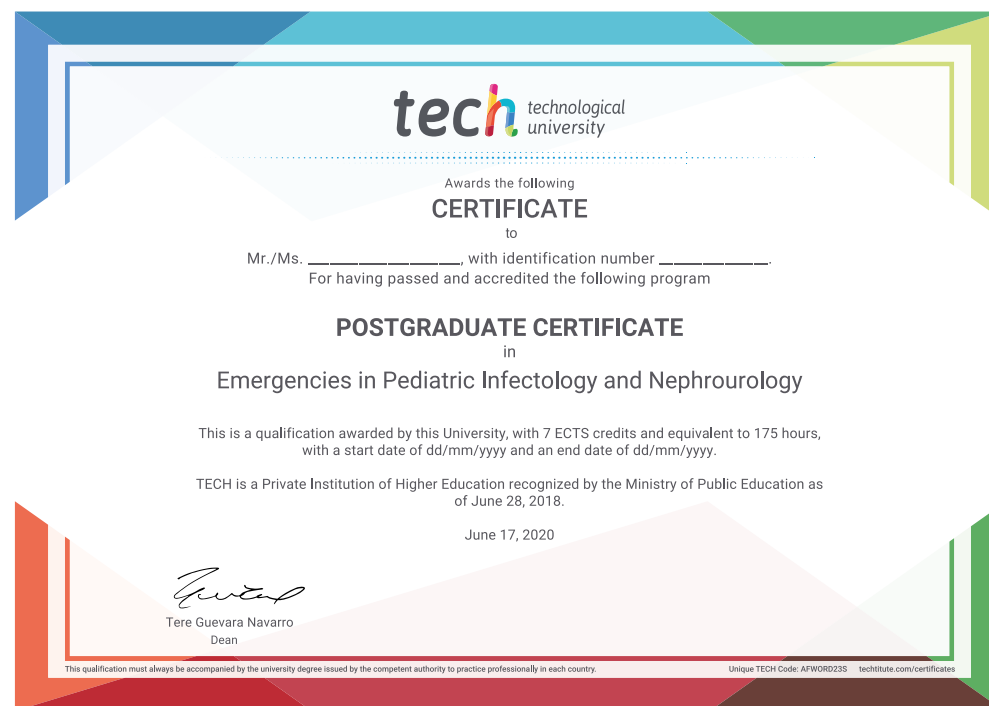 tech technological
university
Awards the following
CERTIFICATE
to
Mr./Ms. ____________________, with identification number ______________.
For having passed and accredited the following program
POSTGRADUATE CERTIFICATE
in
Emergencies in Pediatric Infectology and Nephrourology
This is a qualification awarded by this University, with 7 ECTS credits and equivalent to 175 hours,
with a start date of dd/mm/yyyy and an end date of dd/mm/yyyy.
TECH is a Private Institution of Higher Education recognized by the Ministry of Public Education as
of June 28, 2018.
June 17, 2020
Tere Guevara Navarro
Dean
This qualification must always be accompanied by the university degree issued by the competent authority to practice professionally in each country.
Unique TECH Code: AFWORD23S techtitute.com/certificates